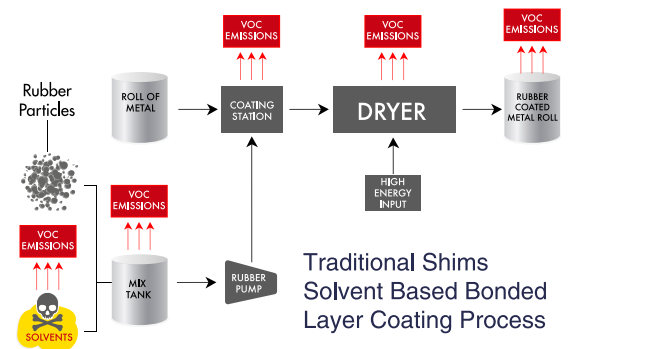 VOC
EMISSIONS
VOC
EMISSIONS
VOC
EMISSIONS
Rubber
Particles
ROLL OF
METAL
COATING
STATION
DRYER
RUBBER
COATED
METAL ROLL
HIGH
ENERGY
INPUT
VOC
EMISSIONS
VOC
EMISSIONS
MIX
TANK
RUBBER
PUMP
SOLVENTS
Traditional Shims
Solvent Based Bonded
Layer Coating Process